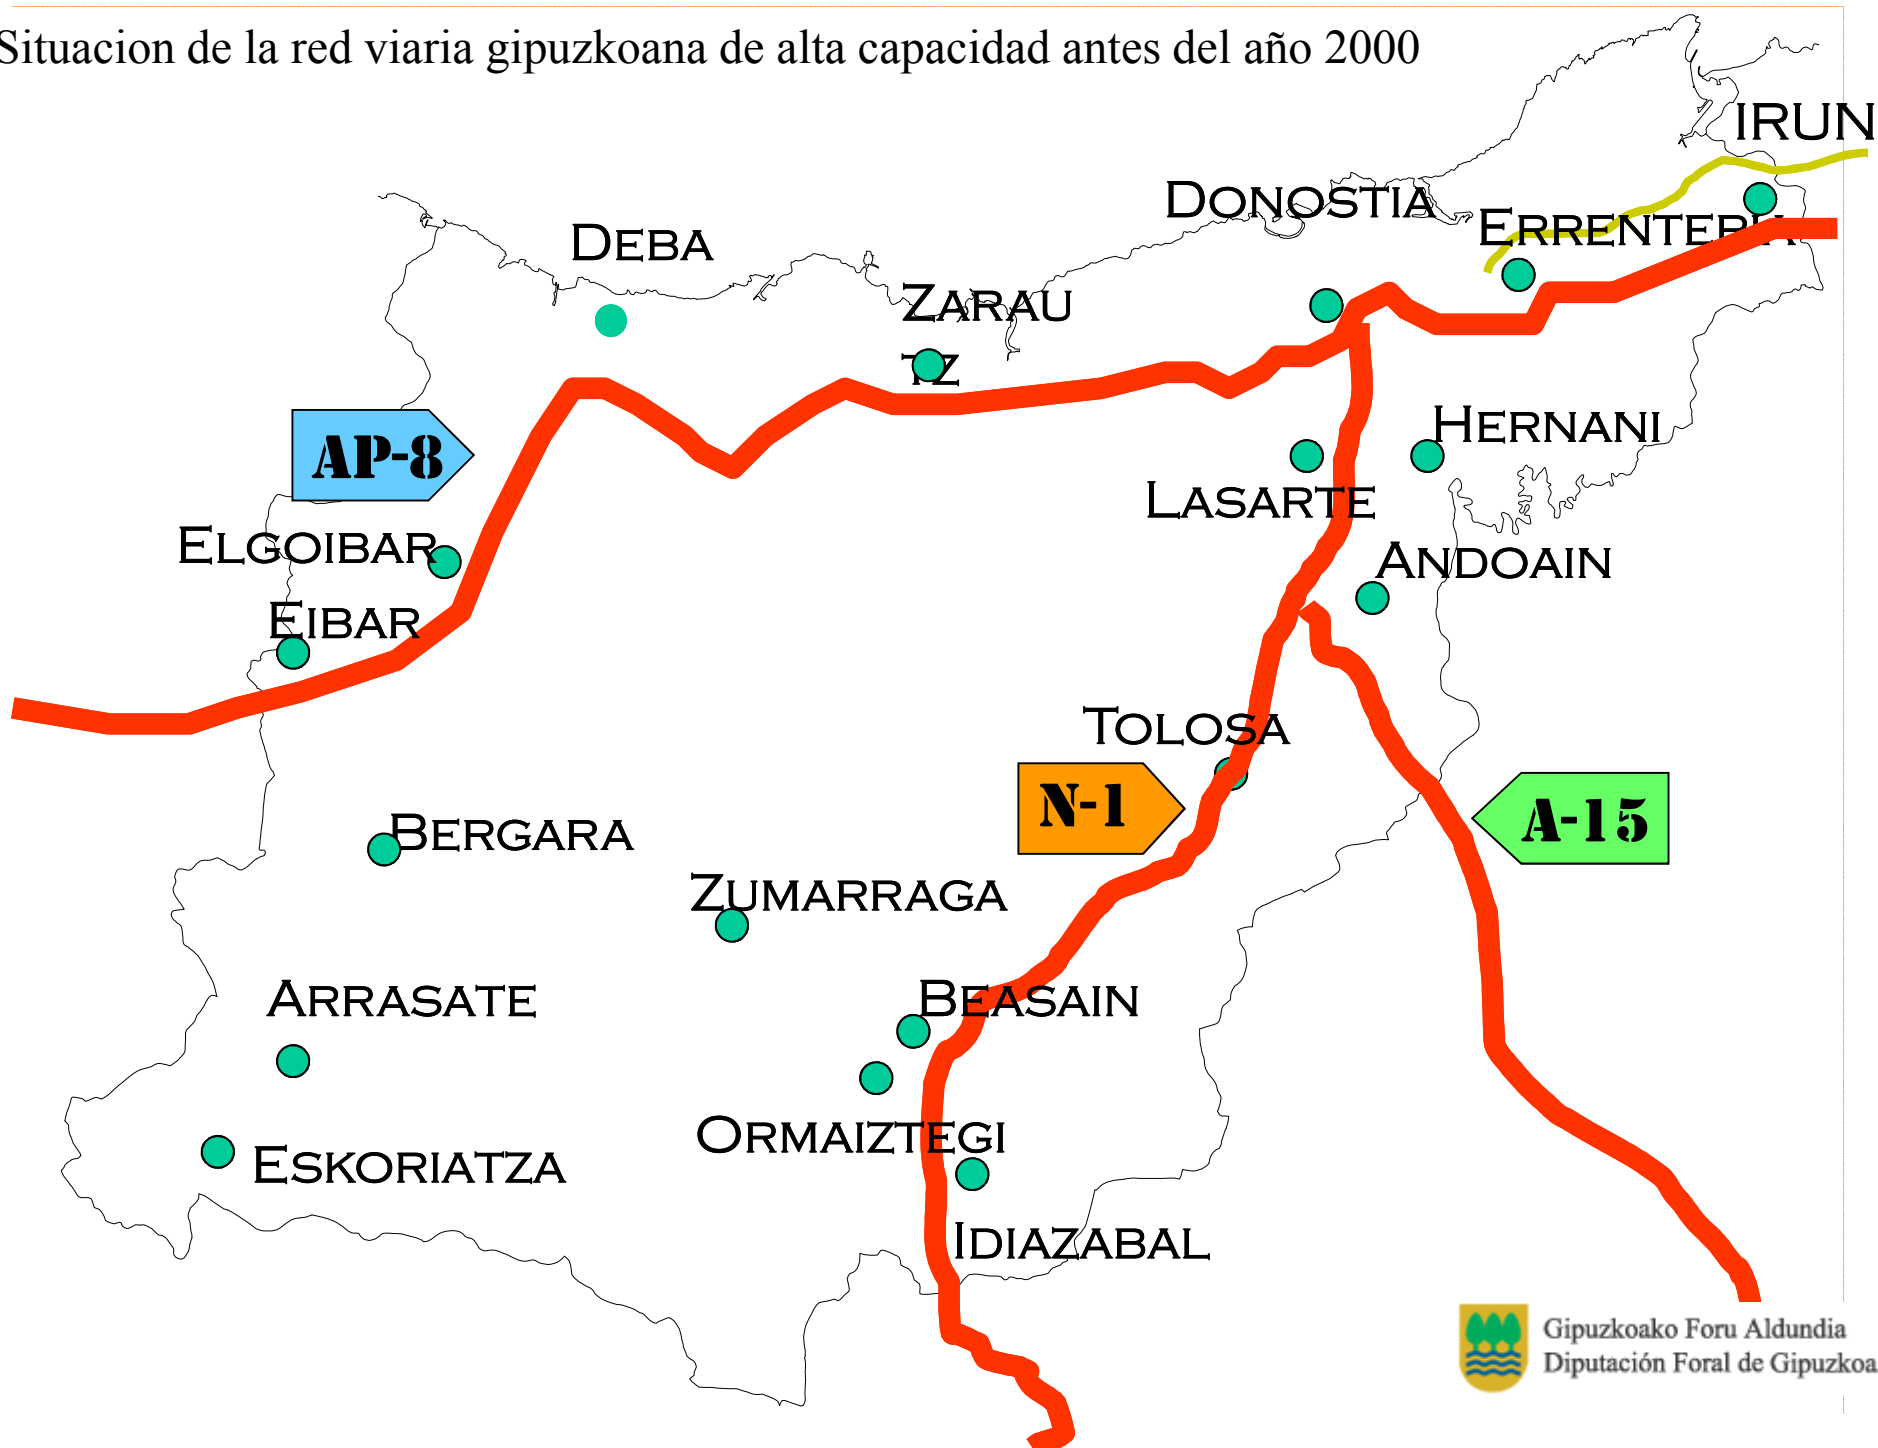 Situacion de la red viaria gipuzkoana de alta capacidad antes del año 2000
IRUN
DONOSTIA
ERRENTERIA
DEBA
ZARAU
TZ
HERNANI
AP-8
LASARTE
ELGOIBAR
ANDOAIN
EIBAR
TOLOSA
N-1
A-15
BERGARA
ZUMARRAGA
ARRASATE
BEASAIN
ORMAIZTEGI
ESKORIATZA
IDIAZABAL
Gipuzkoako Foru Aldundia
Diputación Foral de Gipuzkoa